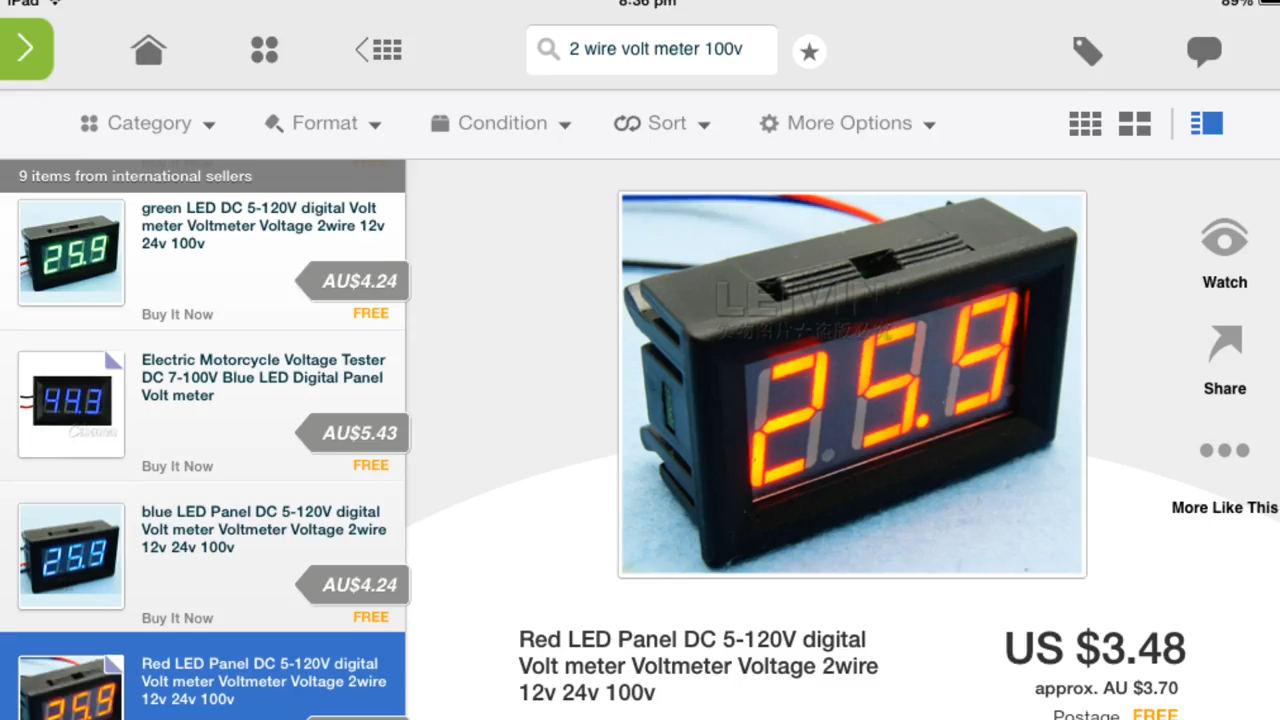 iPad
8:36 pm
89%
2 wire volt meter 100v
Category
Format
Condition
Sort
More Options
9 items from international sellers
green LED DC 5-120V digital Volt
meter Voltmeter Voltage 2wire 12v
24v 100v
AU$4.24
Buy It Now
FREE
Electric Motorcycle Voltage Tester
DC 7-100V Blue LED Digital Panel
Volt meter
AU$5.43
Buy It Now
FREE
blue LED Panel DC 5-120V digital
Volt meter Voltmeter Voltage 2wire
12v 24v 100v
AU$4.24
Buy It Now
FREE
Red LED Panel DC 5-120V digital
Volt meter Voltmeter Voltage 2wire
12v 24v 100v
25.9
44.3
25.9
25.9
25.9
Watch
Share
More Like This
Red LED Panel DC 5-120V digital
Volt meter Voltmeter Voltage 2wire
12v 24v 100v
US $3.48
approx. AU $3.70
Postage FREE